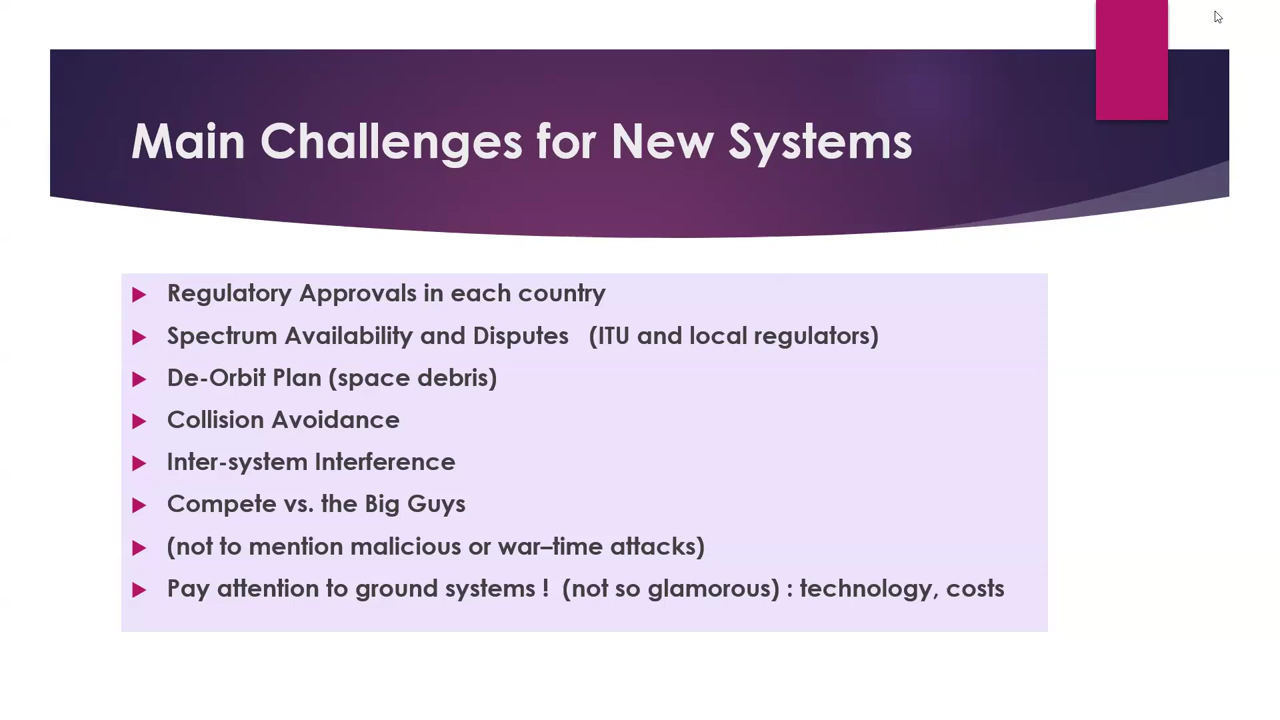 Main Challenges for New Systems
Regulatory Approvals in each country
Spectrum Availability and Disputes (ITU and local regulators)
De-Orbit Plan (space debris)
Collision Avoidance
Inter-system Interference
Compete vs. the Big Guys
(not to mention malicious or war–time attacks)
Pay attention to ground systems ! (not so glamorous) : technology, costs